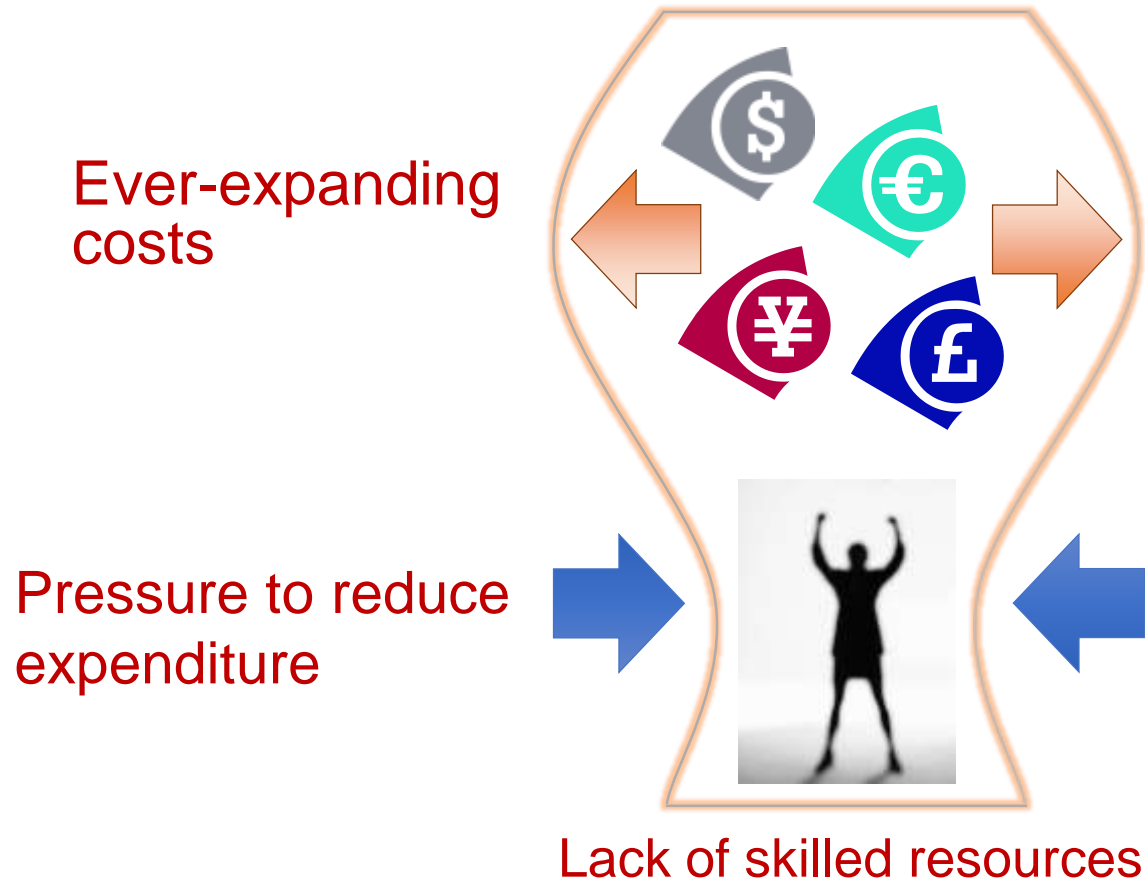 Ever-expanding
costs
$
€
¥
£
Pressure to reduce
expenditure
Lack of skilled resources